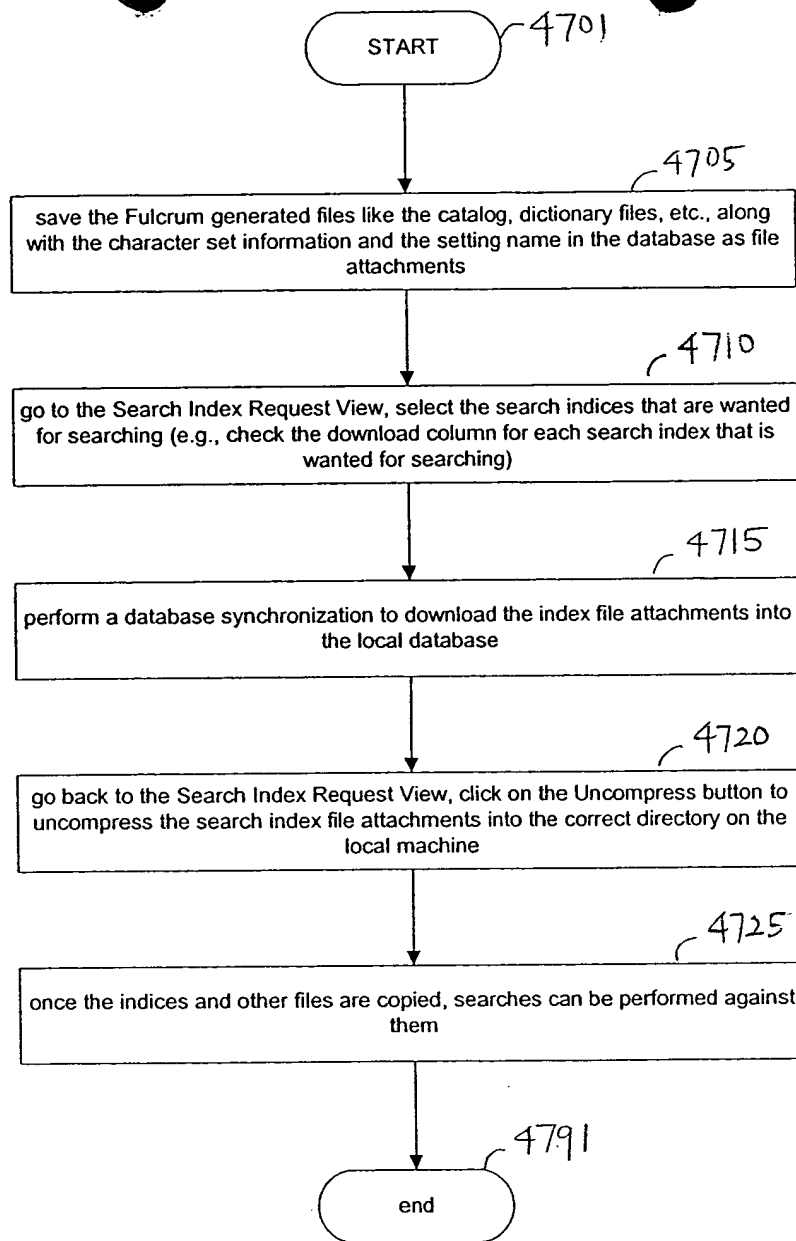 START
4701
4705
save the Fulcrum generated files like the catalog, dictionary files, etc., along
with the character set information and the setting name in the database as file
attachments
4710
go to the Search Index Request View, select the search indices that are wanted
for searching (e.g., check the download column for each search index that is
wanted for searching)
4715
perform a database synchronization to download the index file attachments into
the local database
4720
go back to the Search Index Request View, click on the Uncompress button to
uncompress the search index file attachments into the correct directory on the
local machine
4725
once the indices and other files are copied, searches can be performed against
them
4791
end